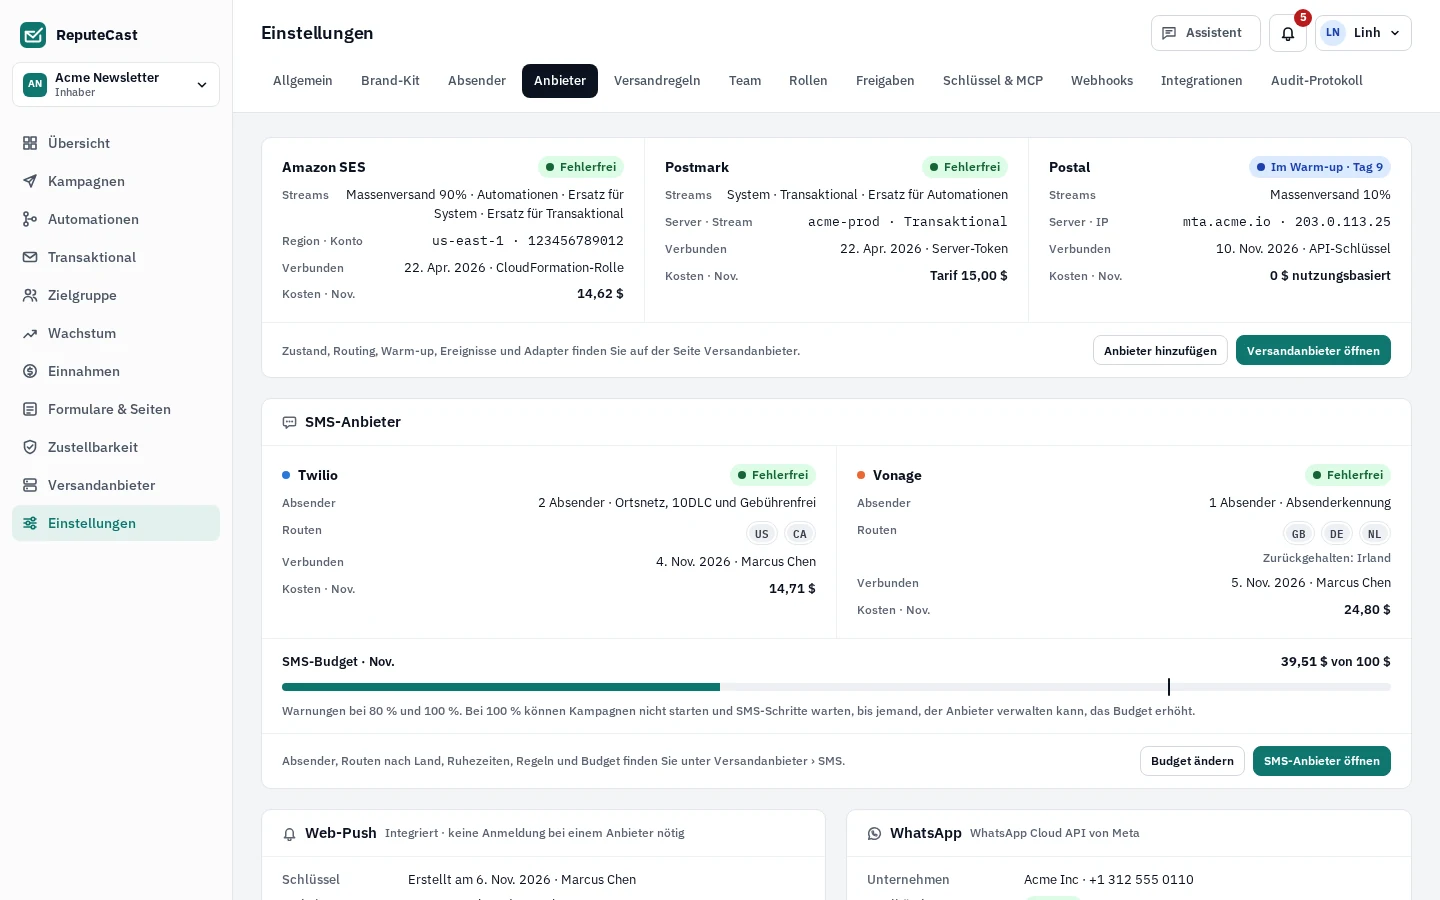 ReputeCast
AN
Acme Newsletter
Inhaber
Übersicht
Kampagnen
Automationen
Transaktional
Zielgruppe
Wachstum
Einnahmen
Formulare & Seiten
Zustellbarkeit
Versandanbieter
Einstellungen
Einstellungen
Assistent
5
LN
Linh
Allgemein
Brand-Kit
Absender
Anbieter
Versandregeln
Team
Rollen
Freigaben
Schlüssel & MCP
Webhooks
Integrationen
Audit-Protokoll
Amazon SES
Fehlerfrei
Streams
Massenversand 90% · Automationen · Ersatz für
System · Ersatz für Transaktional
Region · Konto
us-east-1 · 123456789012
Verbunden
22. Apr. 2026 · CloudFormation-Rolle
Kosten · Nov.
14,62 $
Postmark
Fehlerfrei
Streams
System · Transaktional · Ersatz für Automationen
Server · Stream
acme-prod · Transaktional
Verbunden
22. Apr. 2026 · Server-Token
Kosten · Nov.
Tarif 15,00 $
Postal
Im Warm-up · Tag 9
Streams
Massenversand 10%
Server · IP
mta.acme.io · 203.0.113.25
Verbunden
10. Nov. 2026 · API-Schlüssel
Kosten · Nov.
0 $ nutzungsbasiert
Zustand, Routing, Warm-up, Ereignisse und Adapter finden Sie auf der Seite Versandanbieter.
Anbieter hinzufügen
Versandanbieter öffnen
SMS-Anbieter
Twilio
Fehlerfrei
Absender
2 Absender · Ortsnetz, 10DLC und Gebührenfrei
Routen
US
CA
Verbunden
4. Nov. 2026 · Marcus Chen
Kosten · Nov.
14,71 $
Vonage
Fehlerfrei
Absender
1 Absender · Absenderkennung
Routen
GB
DE
NL
Zurückgehalten: Irland
Verbunden
5. Nov. 2026 · Marcus Chen
Kosten · Nov.
24,80 $
SMS-Budget · Nov.
39,51 $ von 100 $
Warnungen bei 80 % und 100 %. Bei 100 % können Kampagnen nicht starten und SMS-Schritte warten, bis jemand, der Anbieter verwalten kann, das Budget erhöht.
Absender, Routen nach Land, Ruhezeiten, Regeln und Budget finden Sie unter Versandanbieter › SMS.
Budget ändern
SMS-Anbieter öffnen
Web-Push
Integriert · keine Anmeldung bei einem Anbieter nötig
Schlüssel
Erstellt am 6. Nov. 2026 · Marcus Chen
WhatsApp
WhatsApp Cloud API von Meta
Unternehmen
Acme Inc · +1 312 555 0110